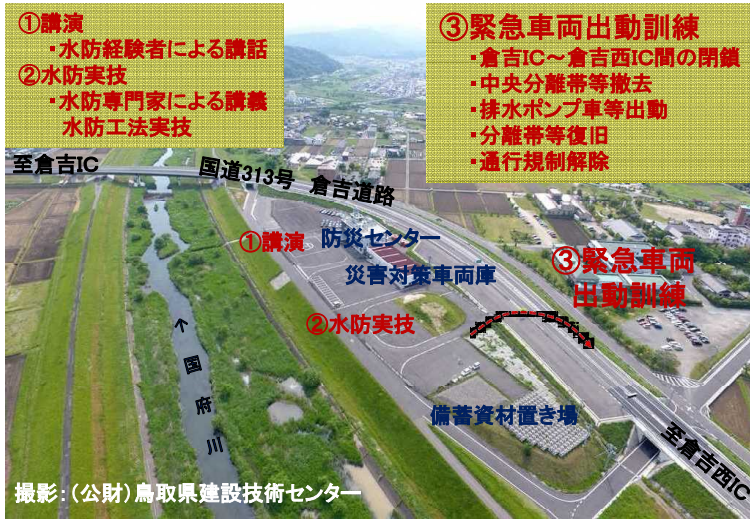 ①講演
・水防経験者による講話
②水防実技
・水防専門家による講義
水防工法実技
③緊急車両出動訓練
・倉吉IC～倉吉西IC間の閉鎖
・中央分離帯等撤去
・排水ポンプ車等出動
・分離帯等復旧
・通行規制解除
至倉吉IC
国道313号 倉吉道路
①講演
防災センター
災害対策車両庫
③緊急車両
出動訓練
②水防実技
↑国府川
備蓄資材置き場
至倉吉西IC
撮影：（公財）鳥取県建設技術センター